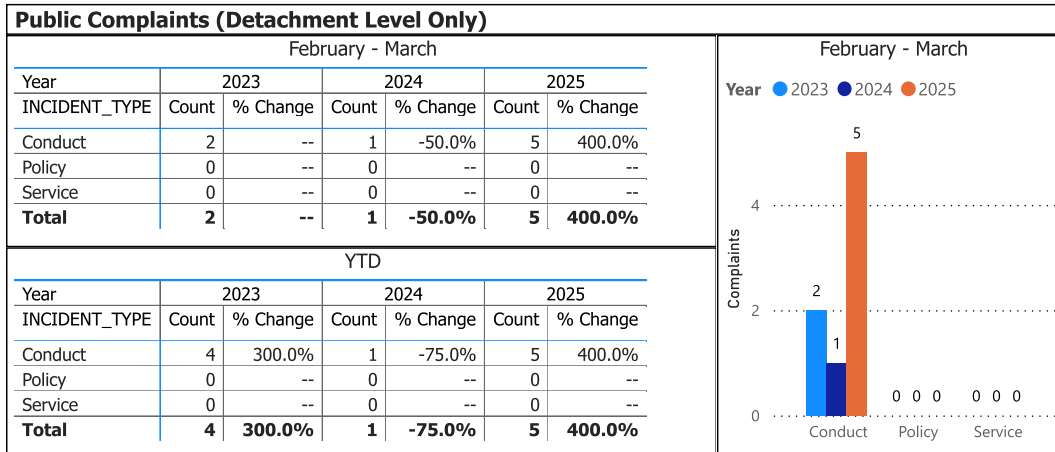 Public Complaints (Detachment Level Only)
February - March
Year 2023 2024 2025
INCIDENT_TYPE Count % Change Count % Change Count % Change
Conduct 2 -- 1 -50.0% 5 400.0%
Policy 0 -- 0 -- 0 --
Service 0 -- 0 -- 0 --
Total 2 -- 1 -50.0% 5 400.0%
YTD
Year 2023 2024 2025
INCIDENT_TYPE Count % Change Count % Change Count % Change
Conduct 4 300.0% 1 -75.0% 5 400.0%
Policy 0 -- 0 -- 0 --
Service 0 -- 0 -- 0 --
Total 4 300.0% 1 -75.0% 5 400.0%
February - March
Year 2023 2024 2025
Complaints
4
2
0
2
1
5
0 0 0
0 0 0
Conduct Policy Service